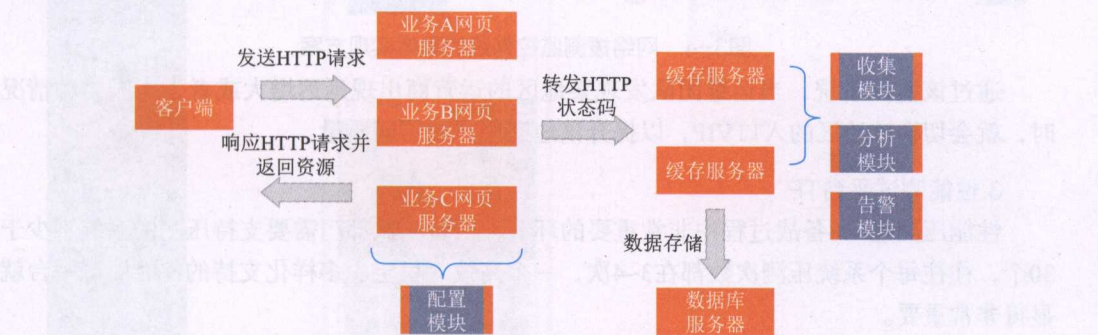 业务A网页
服务器
发送HTTP请求
客户端
业务B网页
服务器
响应HTTP请求并
返回资源
业务C网页
服务器
配置
模块
转发HTTP
状态码
缓存服务器
缓存服务器
收集
模块
分析
模块
告警
模块
数据存储
数据库
服务器